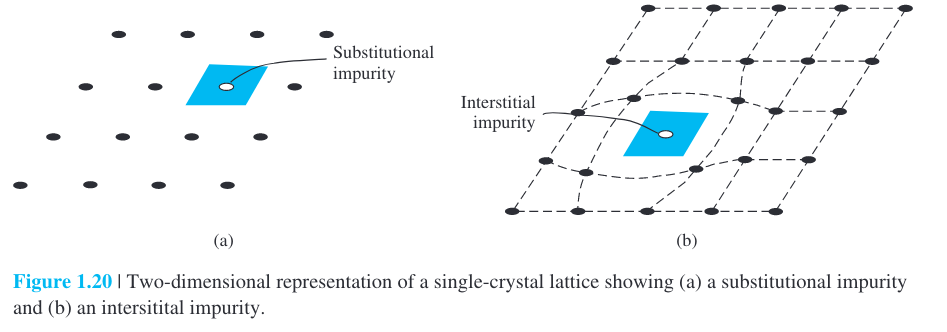 Substitutional
impurity
Interstitial
impurity
(a)
(b)
Figure 1.20 | Two-dimensional representation of a single-crystal lattice showing (a) a substitutional impurity
and (b) an intersitital impurity.